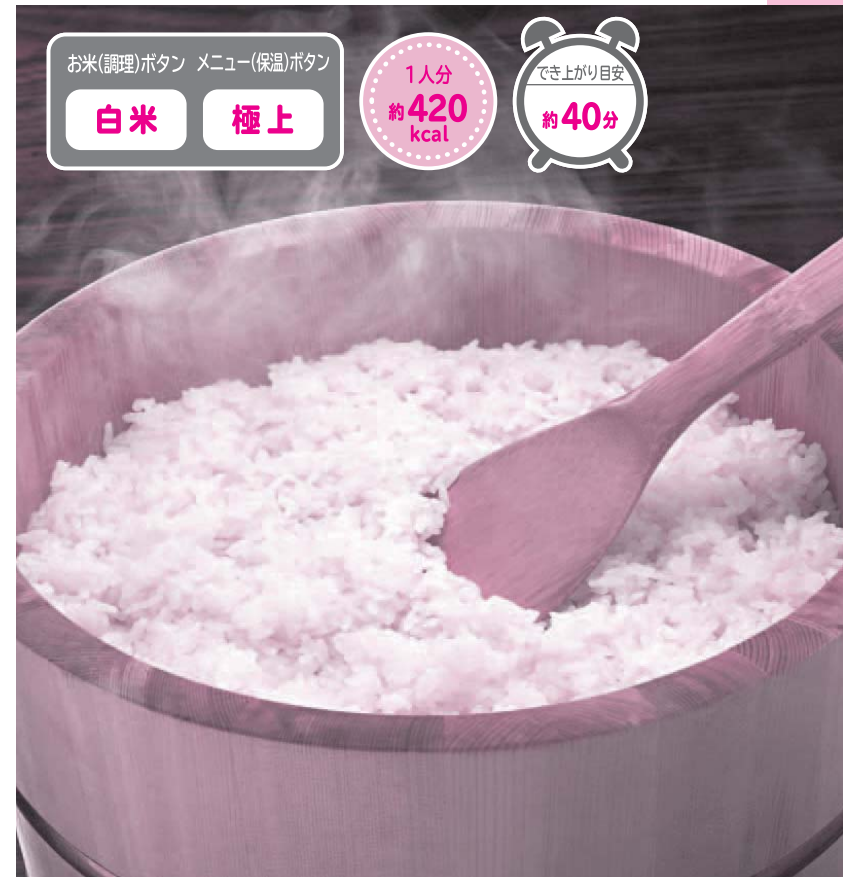 お米(調理)ボタン メニュー(保温)ボタン
白米 極上
1人分
約420
kcal
でき上がり目安
約40分